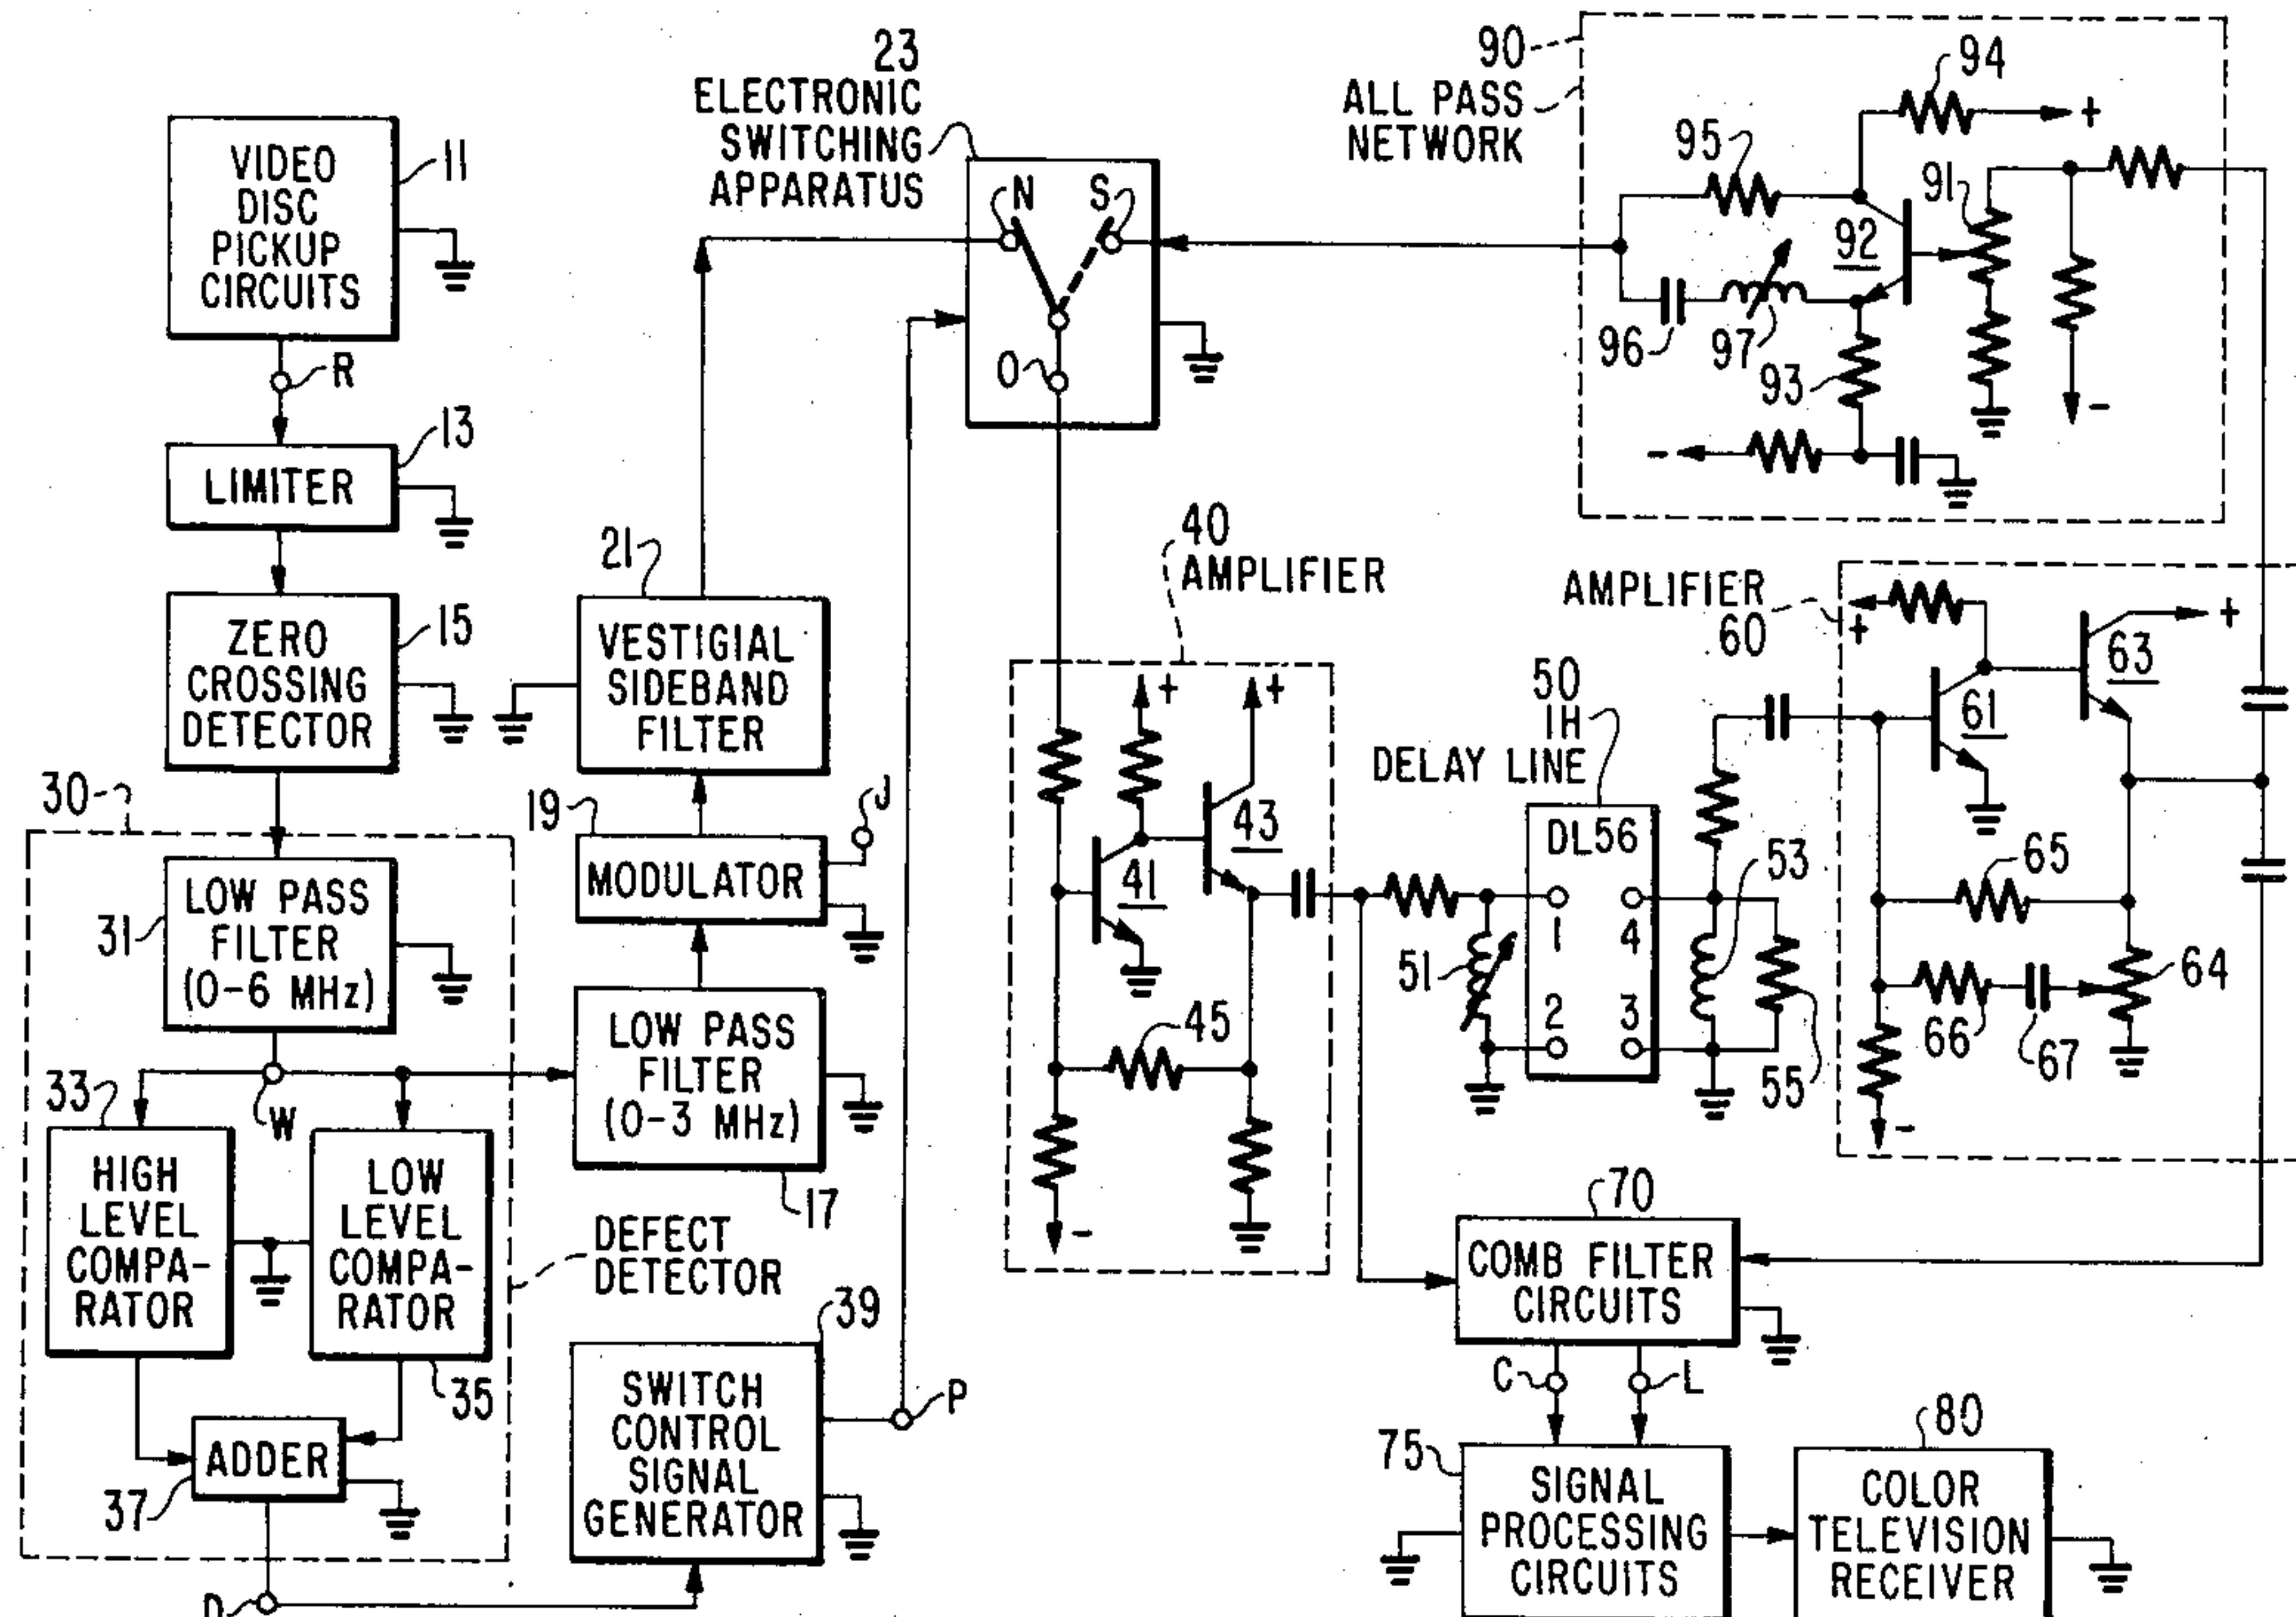 23
ELECTRONIC
SWITCHING
APPARATUS
N
S
O
90
ALL PASS
NETWORK
94
+
95
91
92
96
97
93
-
-
VIDEO
DISC
PICKUP
CIRCUITS
11
R
LIMITER
13
ZERO
CROSSING
DETECTOR
15
30
LOW PASS
FILTER
(0-6 MHz)
31
W
33
HIGH
LEVEL
COMPA-
RATOR
LOW
LEVEL
COMPA-
RATOR
35
ADDER
37
D
DEFECT
DETECTOR
21
VESTIGIAL
SIDEBAND
FILTER
19
MODULATOR
J
LOW PASS
FILTER
(0-3 MHz)
17
SWITCH
CONTROL
SIGNAL
GENERATOR
39
P
40
AMPLIFIER
+
+
41
43
45
-
50
1H
DELAY LINE
DL56
1
4
2
3
51
53
55
AMPLIFIER
60
+
+
61
63
65
64
66
67
-
70
COMB FILTER
CIRCUITS
C
L
75
SIGNAL
PROCESSING
CIRCUITS
80
COLOR
TELEVISION
RECEIVER